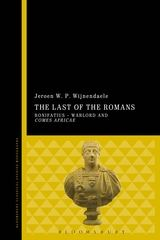 Jeroen W. P. Wijnendaele
THE LAST OF THE ROMANS
BONIFATIUS – WARLORD AND
COMES AFRICAE
BLOOMSBURY